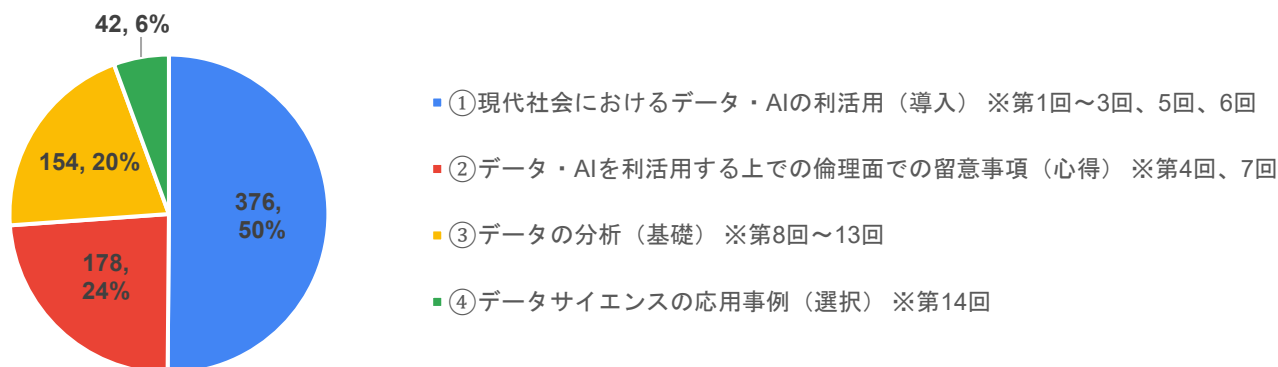 42, 6%
154, 20%
376,
50%
178,
24%
①現代社会におけるデータ・AIの利活用（導入） ※第1回～3回、5回、6回
②データ・AIを利活用する上での倫理面での留意事項（心得） ※第4回、7回
③データの分析（基礎） ※第8回～13回
④データサイエンスの応用事例（選択） ※第14回